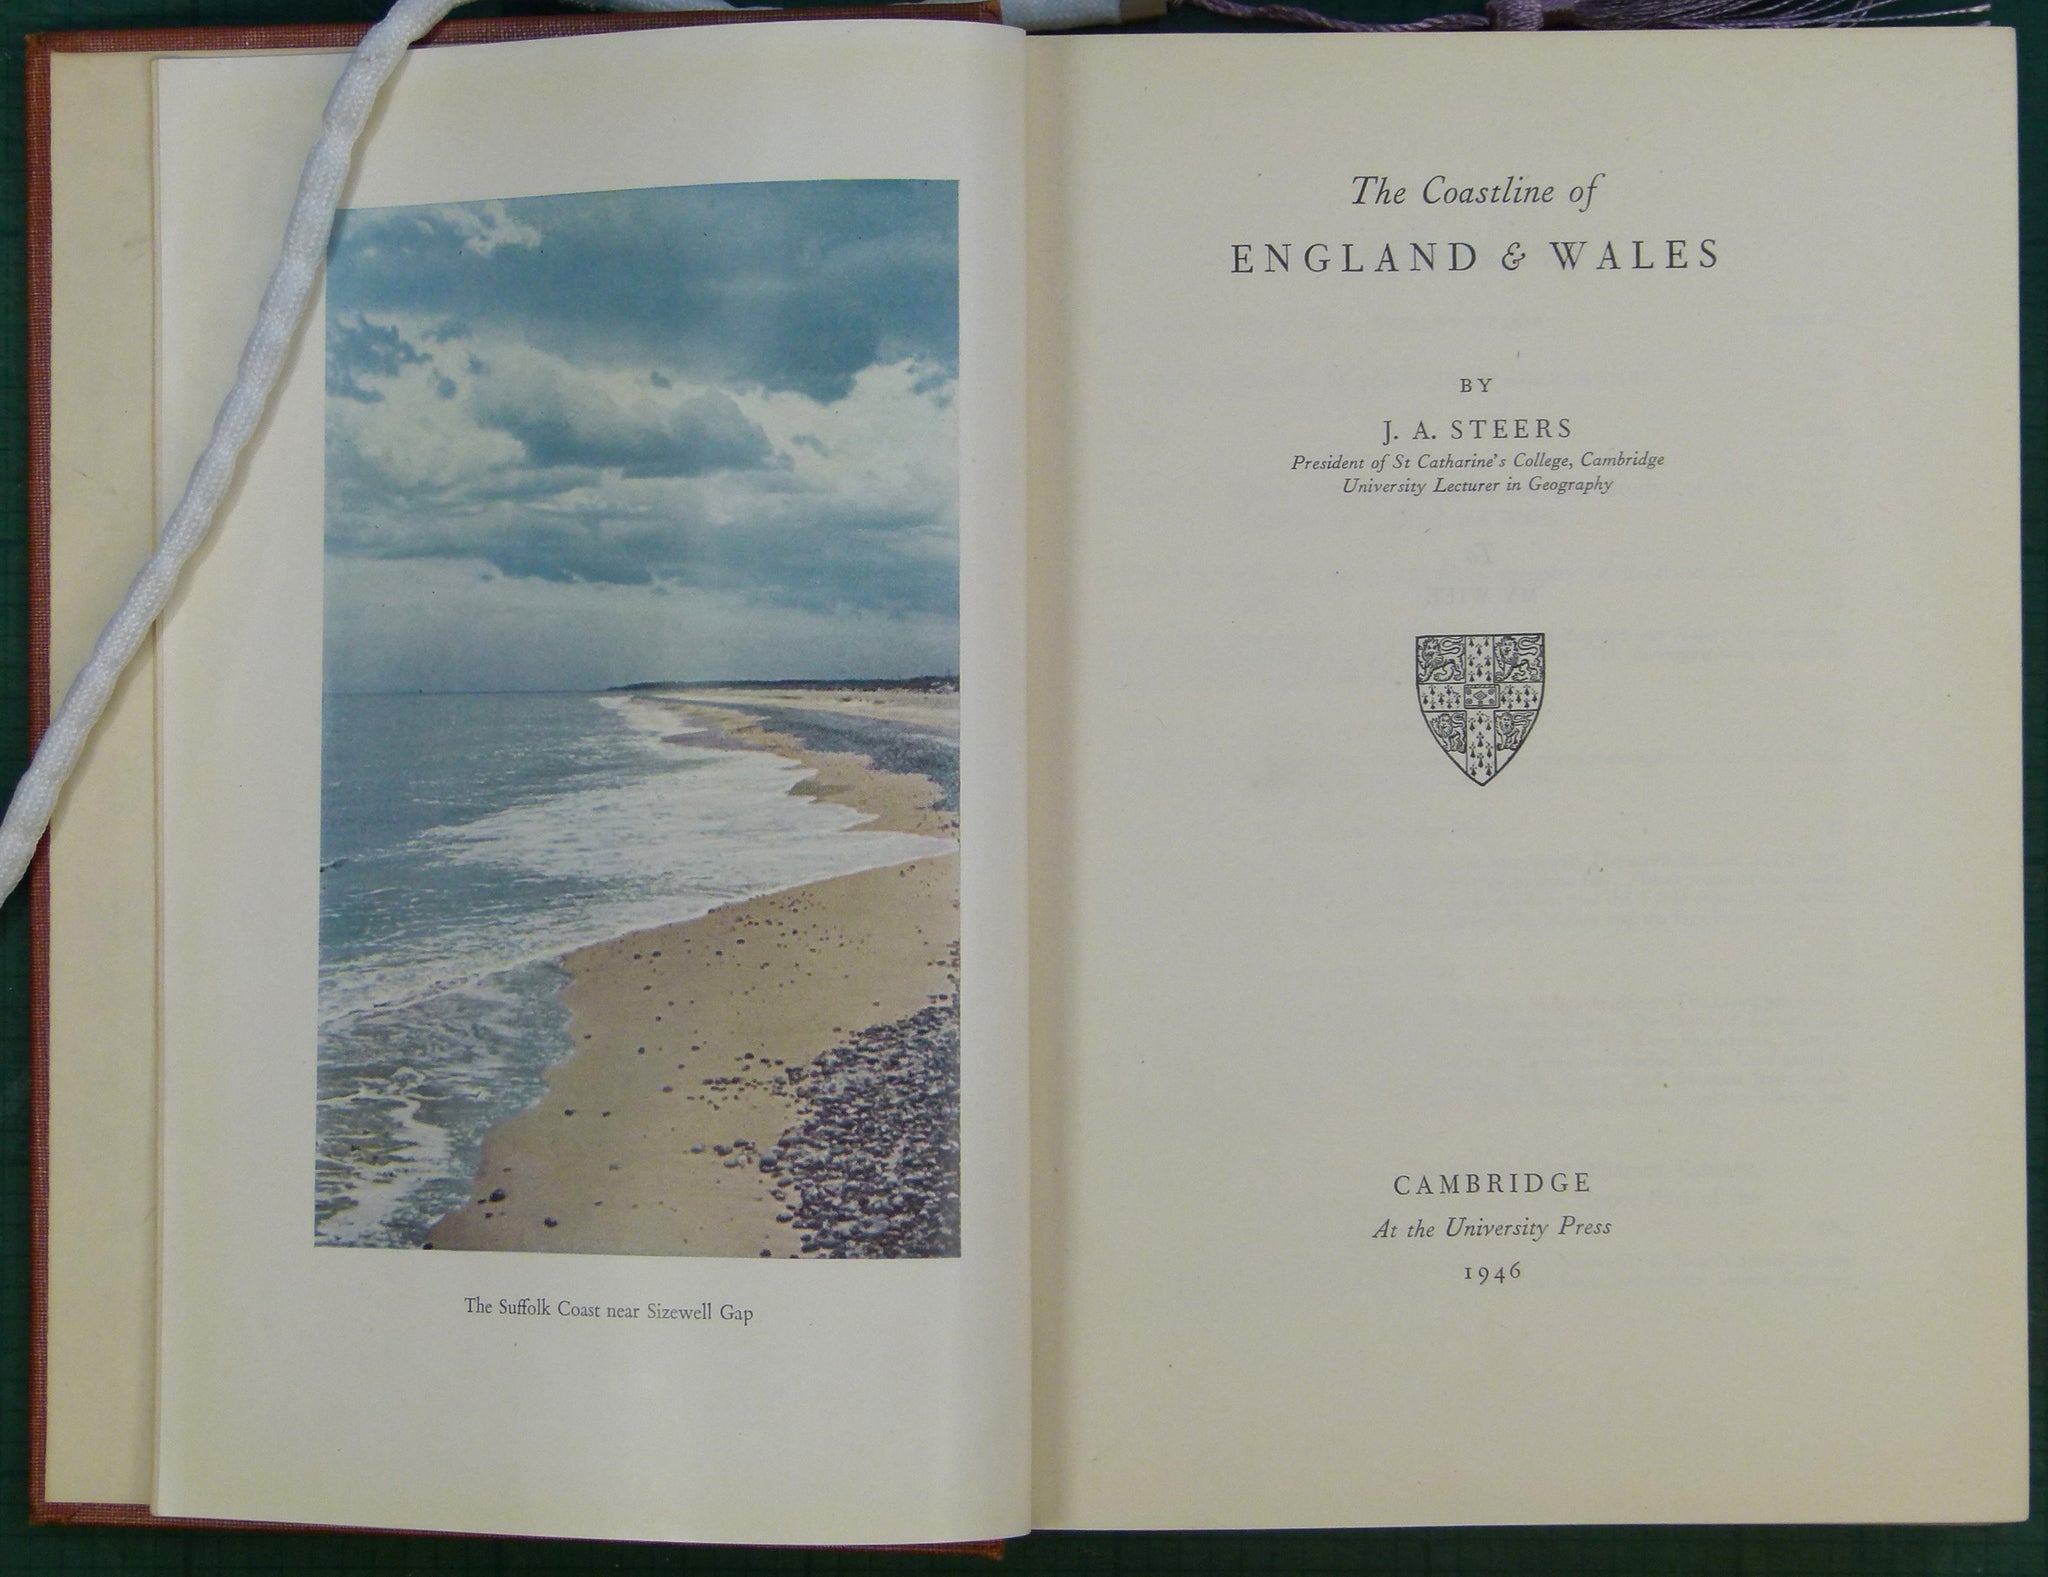 The Suffolk Coast near Sizewell Gap
The Coastline of
ENGLAND & WALES
BY
J. A. STEERS
President of St Catharine's College, Cambridge
University Lecturer in Geography
CAMBRIDGE
At the University Press
1946